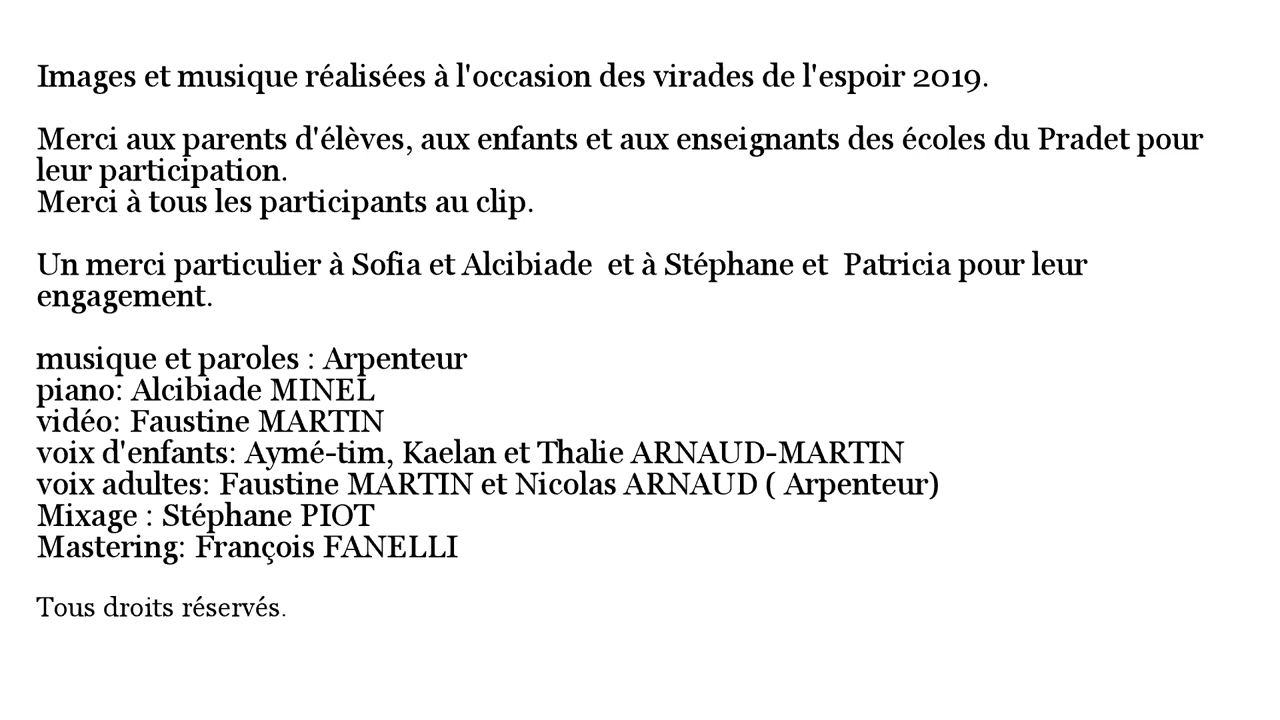 Images et musique réalisées à l'occasion des virades de l'espoir 2019.
Merci aux parents d'élèves, aux enfants et aux enseignants des écoles du Pradet pour
leur participation.
Merci à tous les participants au clip.
Un merci particulier à Sofia et Alcibiade  et à Stéphane et  Patricia pour leur
engagement.
musique et paroles : Arpenteur
piano: Alcibiade MINEL
vidéo: Faustine MARTIN
voix d'enfants: Aymé-tim, Kaelan et Thalie ARNAUD-MARTIN
voix adultes: Faustine MARTIN et Nicolas ARNAUD ( Arpenteur)
Mixage : Stéphane PIOT
Mastering: François FANELLI
Tous droits réservés.